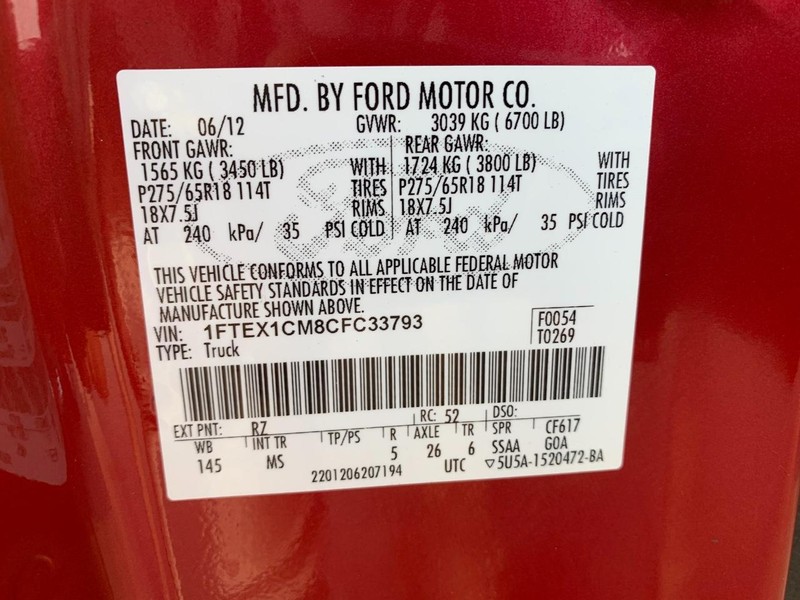 MFD. BY FORD MOTOR CO.
DATE: 06/12 GVWR: 3039 KG ( 6700 LB)
FRONT GAWR: REAR GAWR:
1565 KG ( 3450 LB) WITH 1724 KG ( 3800 LB) WITH
P275/65R18 114T TIRES P275/65R18 114T TIRES
18X7.5J RIMS 18X7.5J RIMS
AT 240 kPa/ 35 PSI COLD AT 240 kPa/ 35 PSI COLD
THIS VEHICLE CONFORMS TO ALL APPLICABLE FEDERAL MOTOR
VEHICLE SAFETY STANDARDS IN EFFECT ON THE DATE OF
MANUFACTURE SHOWN ABOVE.
VIN: 1FTEX1CM8CFC33793 F0054
TYPE: Truck T0269
EXT PNT: RZ RC: 52 DSO:
WB INT TR TP/PS R AXLE TR SPR CF617
145 MS 5 26 6 SSAA GOA
2201206207194 UTC ▽5U5A-1520472-BA